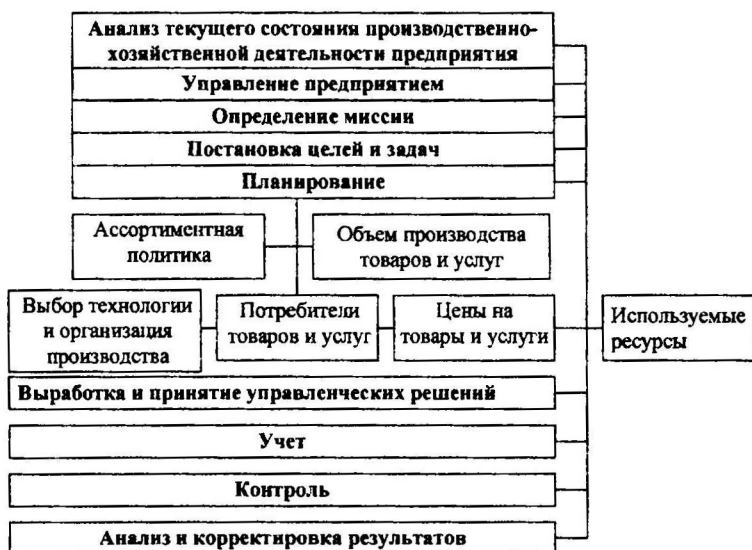 Анализ текущего состояния производственно-
хозяйственной деятельности предприятия
Управление предприятием
Определение миссии
Постановка целей и задач
Планирование
Ассортиментная
политика
Объем производства
товаров и услуг
Выбор технологии
и организация
производства
Потребители
товаров и услуг
Цены на
товары и услуги
Используемые
ресурсы
Выработка и принятие управленческих решений
Учет
Контроль
Анализ и корректировка результатов